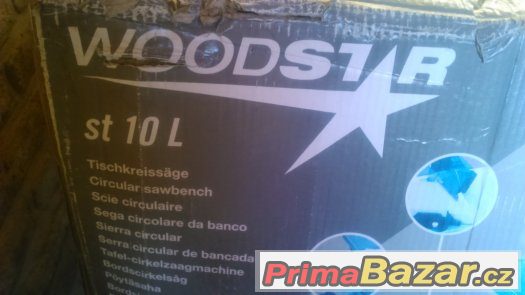 WOODSTAR
st 10 L
Tischkreissäge
Circular sawbench
Scie circulaire
Sega circolare da banco
Sierra circular
Serra circular de bancada
Tafel-cirkelzaagmachine
Bordscirkelsåg
Pöytäsaha
PrimaBazar.cz